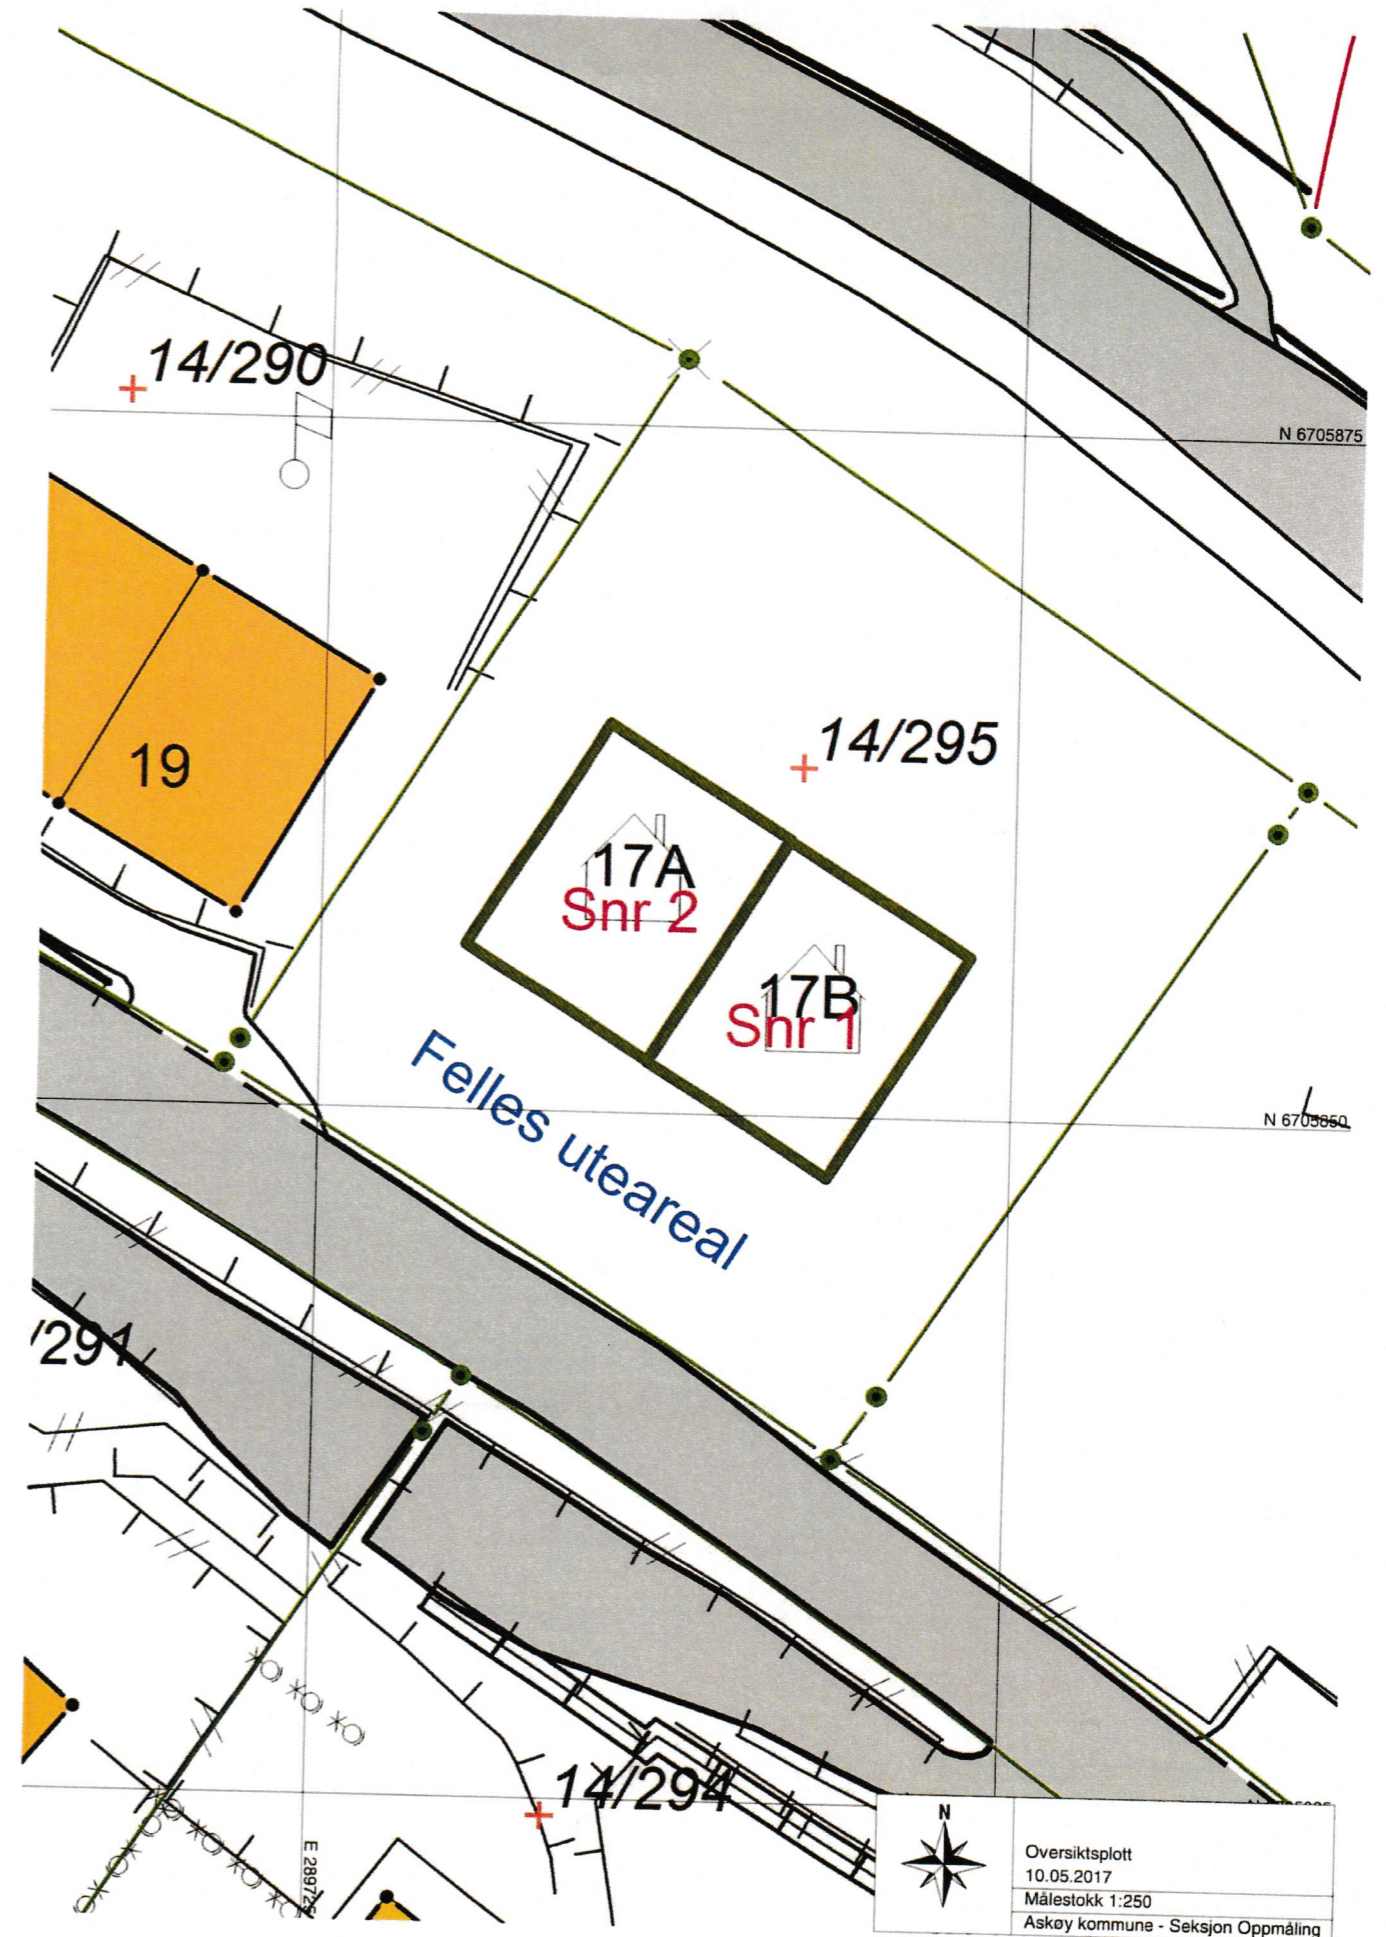 14/290
N 6705875
14/295
19
17A
Snr 2
17B
Snr 1
Felles uteareal
N 6705850
/291
14/294
E 289725
N
Oversiktsplott
10.05.2017
Målestokk 1:250
Askøy kommune - Seksjon Oppmåling